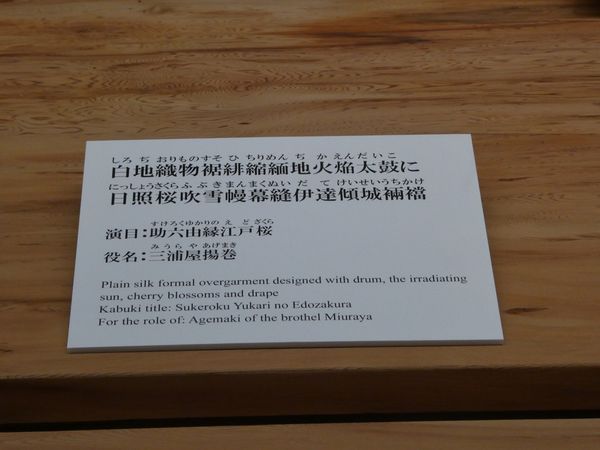 しろぢおりものすそひぢりめんぢかえんだいこ
白地織物裾緋縮緬地火焔太鼓に
にっしょうさくらふぶきまんまくぬいだてけいせいうちかけ
日照桜吹雪幔幕縫伊達傾城裲襠
すけろくゆかりのえどざくら
演目:助六由縁江戸桜
みうらやあげまき
役名:三浦屋揚巻
Plain silk formal overgarment designed with drum, the irradiating
sun, cherry blossoms and drape
Kabuki title: Sukeroku Yukari no Edozakura
For the role of: Agemaki of the brothel Miuraya